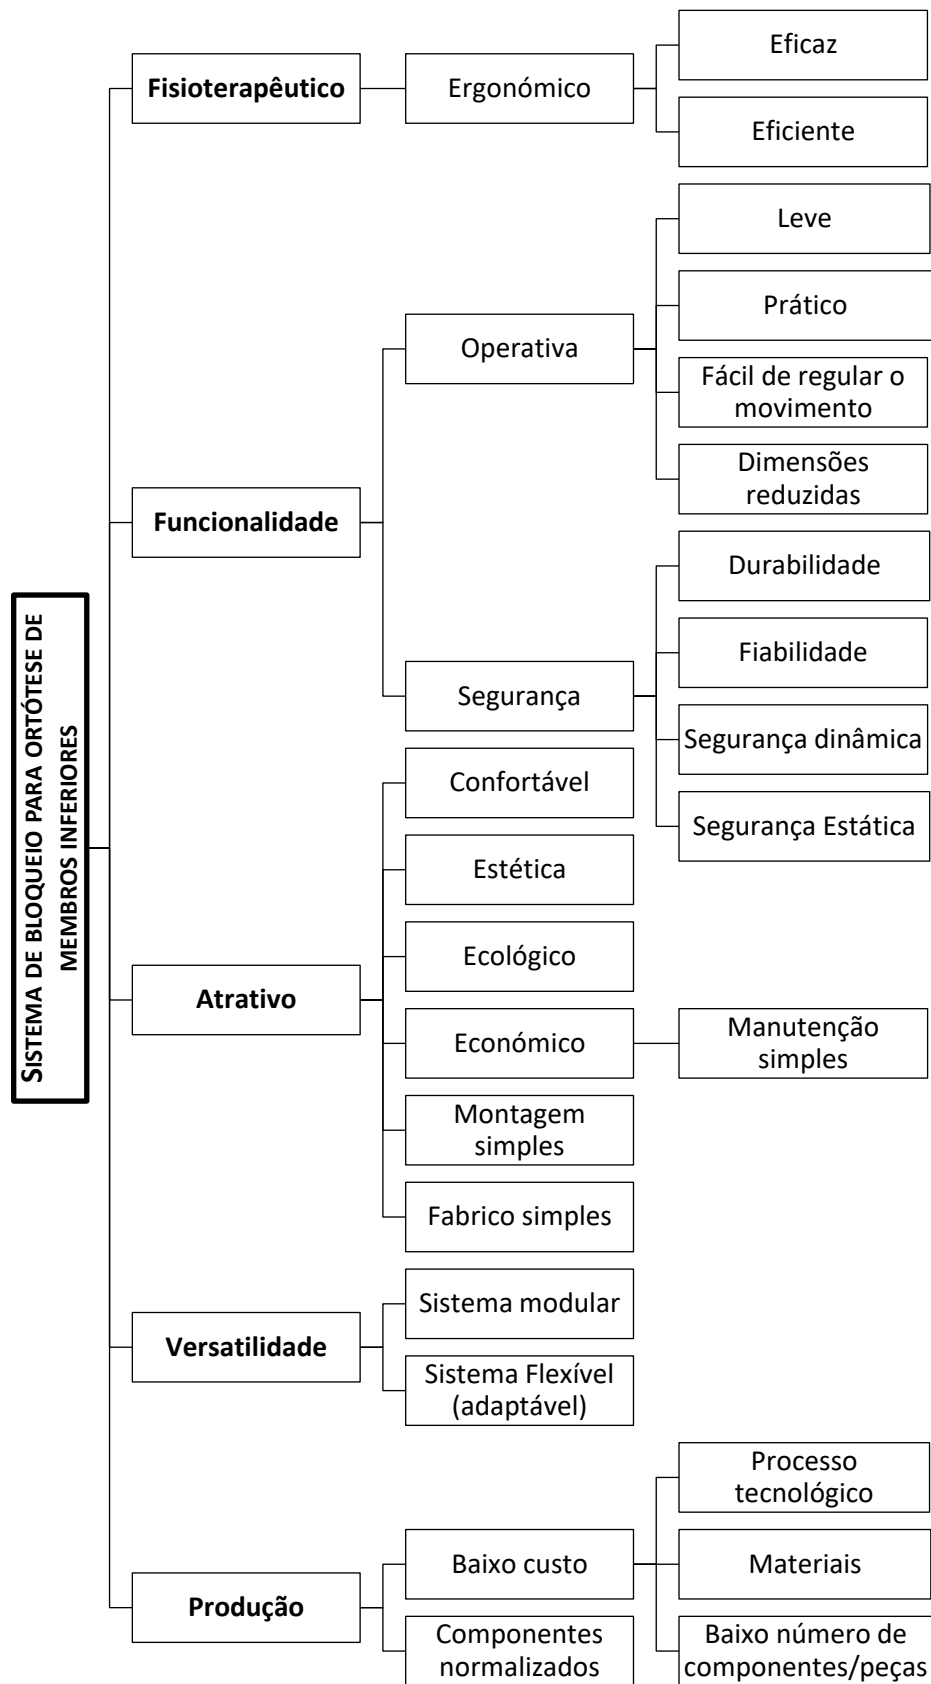 SISTEMA DE BLOQUEIO PARA ORTÓTESE DE
MEMBROS INFERIORES
Fisioterapêutico
Ergonómico
Eficaz
Eficiente
Funcionalidade
Operativa
Leve
Prático
Fácil de regular o
movimento
Dimensões
reduzidas
Segurança
Durabilidade
Fiabilidade
Segurança dinâmica
Segurança Estática
Atrativo
Confortável
Estética
Ecológico
Económico
Manutenção
simples
Montagem
simples
Fabrico simples
Versatilidade
Sistema modular
Sistema Flexível
(adaptável)
Produção
Baixo custo
Processo
tecnológico
Materiais
Baixo número de
componentes/peças
Componentes
normalizados